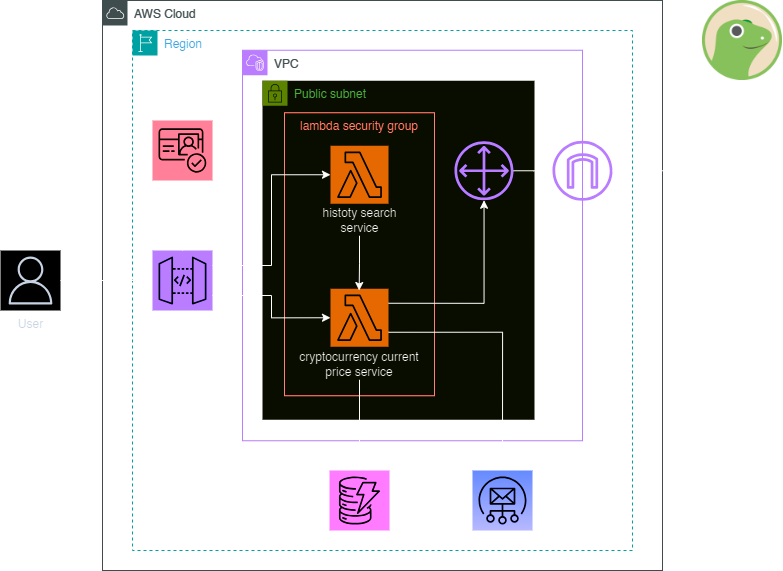 AWS Cloud
Region
VPC
Public subnet
lambda security group
histoty search
service
cryptocurrency current
price service
User